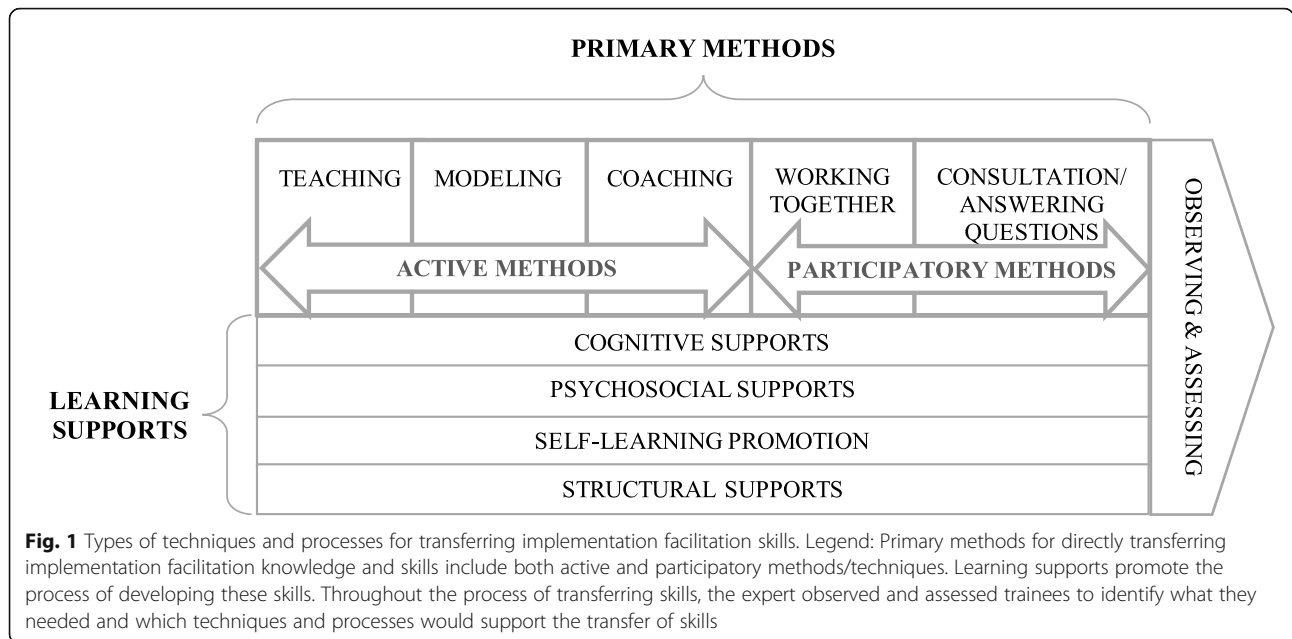 PRIMARY METHODS
TEACHING
MODELING
COACHING
WORKING
TOGETHER
CONSULTATION/
ANSWERING
QUESTIONS
ACTIVE METHODS
PARTICIPATORY METHODS
OBSERVING & ASSESSING
LEARNING
SUPPORTS
COGNITIVE SUPPORTS
PSYCHOSOCIAL SUPPORTS
SELF-LEARNING PROMOTION
STRUCTURAL SUPPORTS
Fig. 1 Types of techniques and processes for transferring implementation facilitation skills. Legend: Primary methods for directly transferring
implementation facilitation knowledge and skills include both active and participatory methods/techniques. Learning supports promote the
process of developing these skills. Throughout the process of transferring skills, the expert observed and assessed trainees to identify what they
needed and which techniques and processes would support the transfer of skills